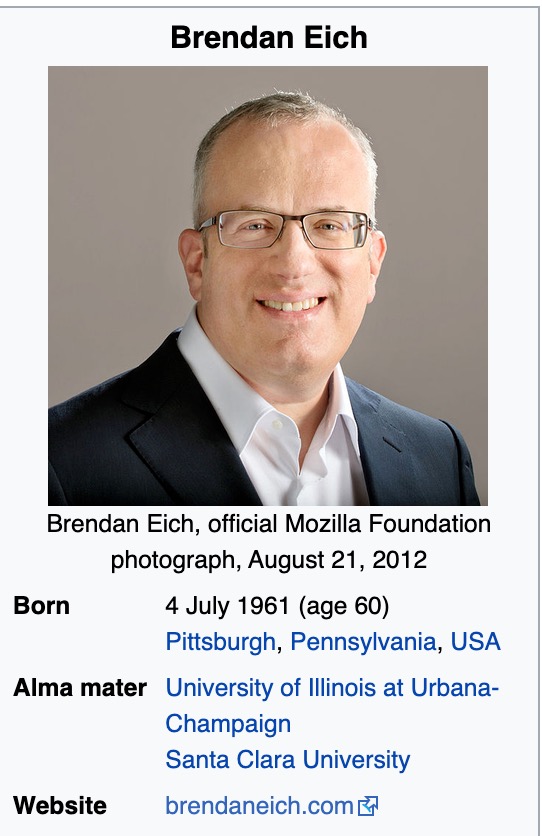 Brendan Eich
Brendan Eich, official Mozilla Foundation
photograph, August 21, 2012
Born 4 July 1961 (age 60)
Pittsburgh, Pennsylvania, USA
Alma mater University of Illinois at Urbana-
Champaign
Santa Clara University
Website brendaneich.com